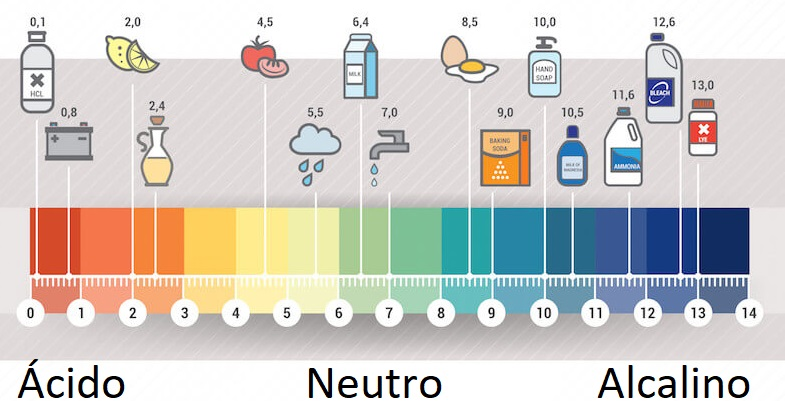 0,1
2,0
4,5
6,4
8,5
10,0
12,6
HCL
MILK
HAND
SOAP
BLEACH
0,8
2,4
5,5
7,0
9,0
10,5
11,6
13,0
BAKING
SODA
MILK OF
MAGNESIA
AMMONIA
LYE
0 1 2 3 4 5 6 7 8 9 10 11 12 13 14
Ácido Neutro Alcalino